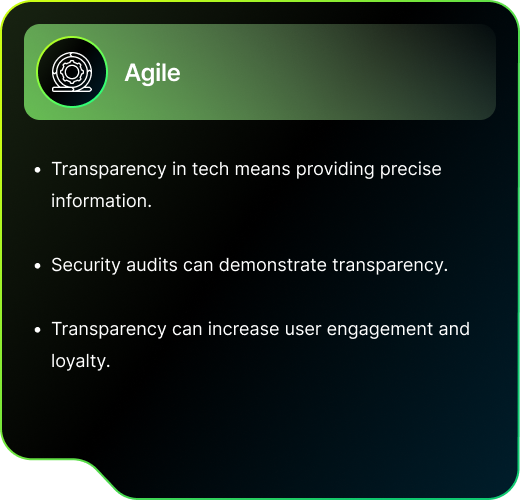 Agile
• Transparency in tech means providing precise
information.
• Security audits can demonstrate transparency.
• Transparency can increase user engagement and
loyalty.